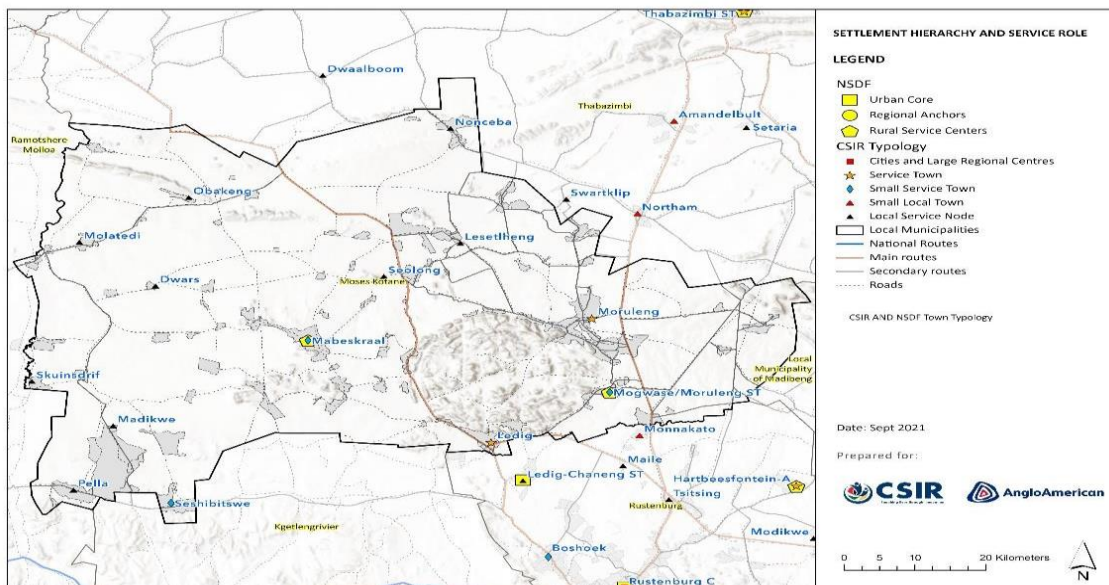 Thabazimbi ST
Dwaalboom
Thabazimbi
Nonceba
Amandelbult
Setaria
Ramotshere
Moiloa
Obakeng
Swartklip
Northam
Molatedi
Lesetlheng
Dwars
Seolong
Moses Kotane
Moruleng
Mabeskraal
Local
Municipality
of Madibeng
Skuinsdrif
Mogwase/Moruleng ST
Madikwe
Ledig
Monnakato
Maile
Pella
Ledig-Chaneng ST
Hartbeesfontein-A
Seshibitswe
Tsitsing
Rustenburg
Kgetlengrivier
Modikwe
Boshoek
Rustenburg C
SETTLEMENT HIERARCHY AND SERVICE ROLE
LEGEND
NSDF
Urban Core
Regional Anchors
Rural Service Centers
CSIR Typology
Cities and Large Regional Centres
Service Town
Small Service Town
Small Local Town
Local Service Node
Local Municipalities
National Routes
Main routes
Secondary routes
Roads
CSIR AND NSDF Town Typology
Date: Sept 2021
Prepared for:
CSIR
AngloAmerican
0 5 10 20 Kilometers
N